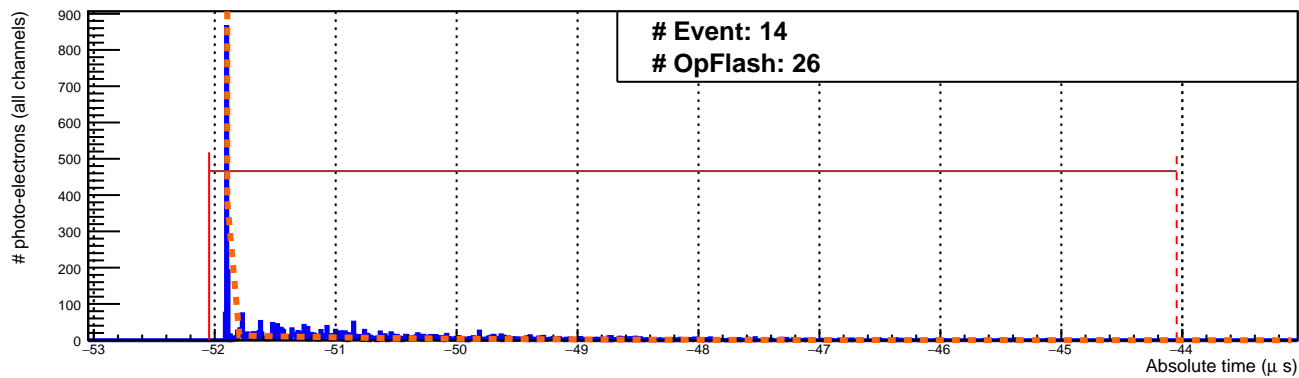 # Event: 14
# OpFlash: 26
# photo-electrons (all channels)
900
800
700
600
500
400
300
200
100
0
−53 −52 −51 −50 −49 −48 −47 −46 −45 −44
Absolute time (μ s)